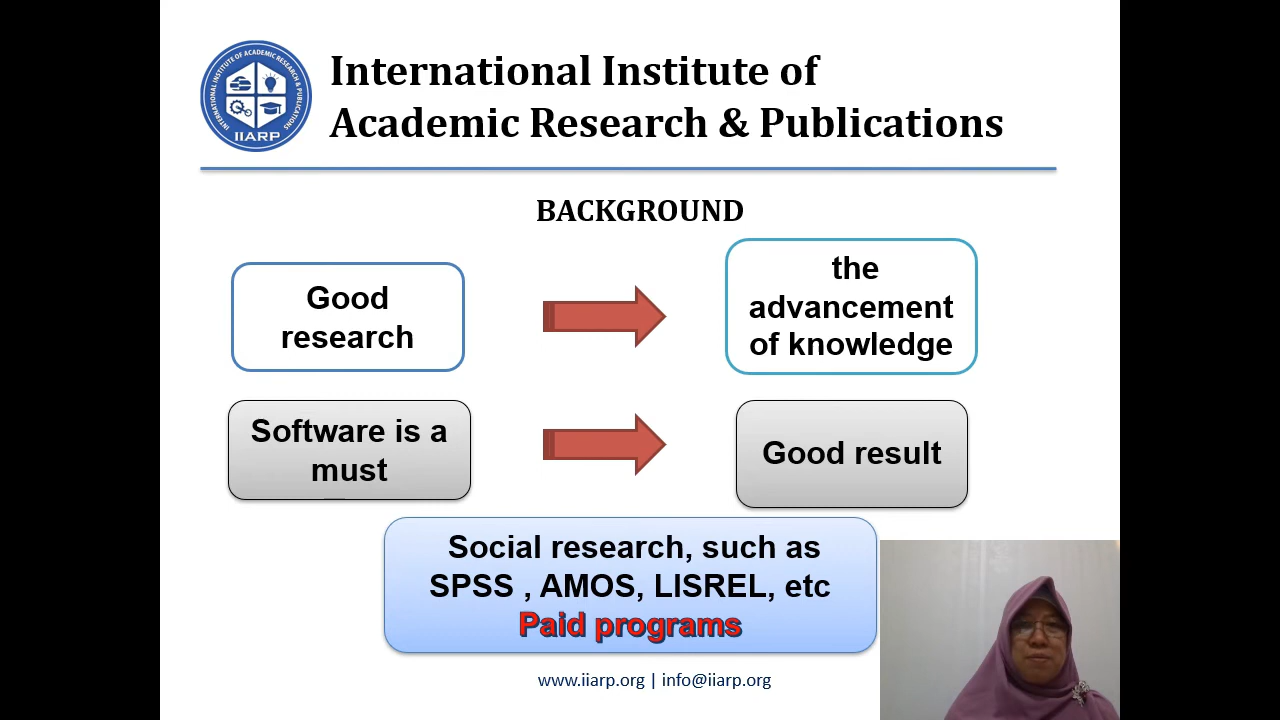 INTERNATIONAL INSTITUTE OF ACADEMIC RESEARCH & PUBLICATIONS
IIARP
International Institute of
Academic Research & Publications
BACKGROUND
Good
research
the
advancement
of knowledge
Software is a
must
Good result
Social research, such as
SPSS , AMOS, LISREL, etc
Paid programs
www.iiarp.org | info@iiarp.org